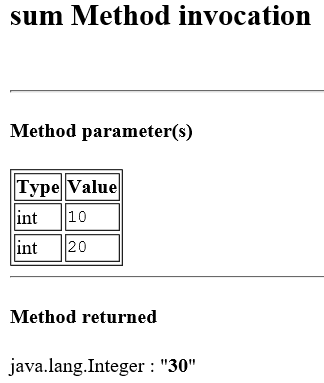 sum Method invocation
Method parameter(s)
Type Value
int 10
int 20
Method returned
java.lang.Integer : "30"